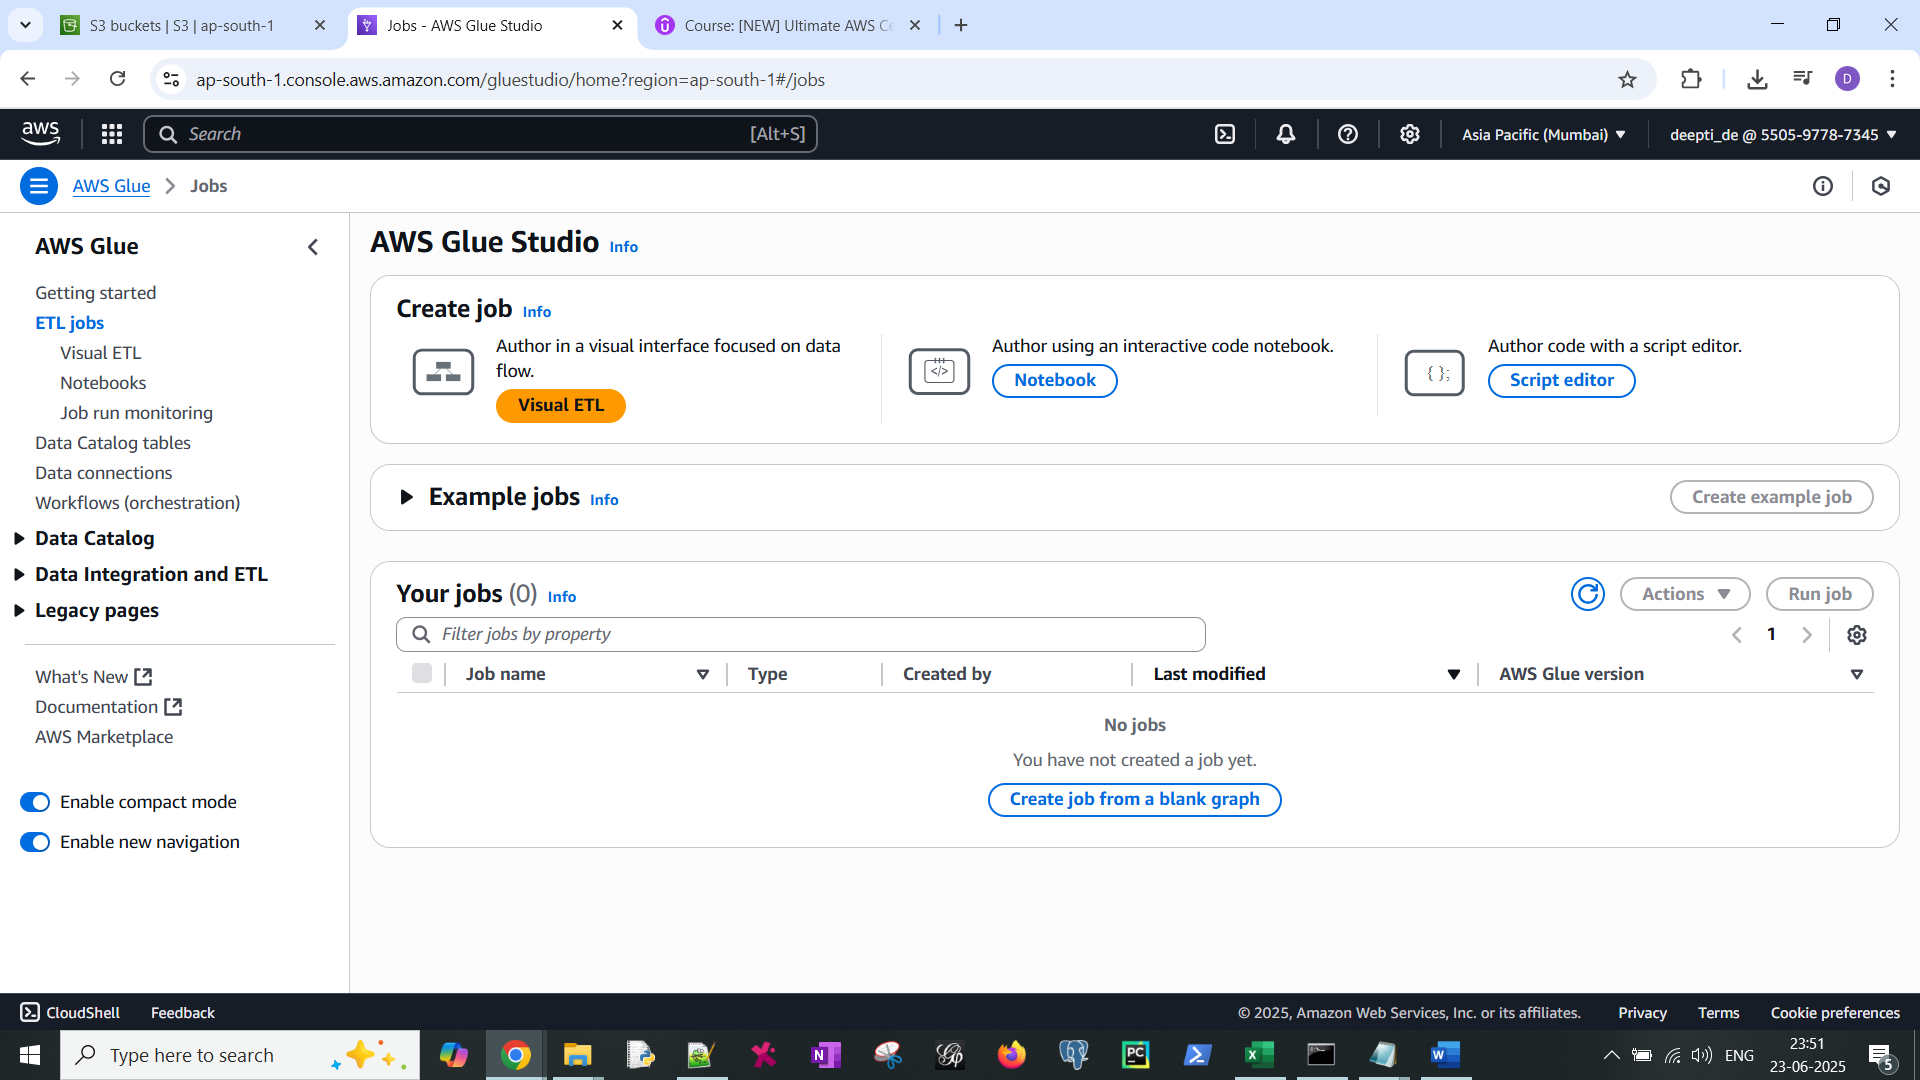 S3 buckets | S3 | ap-south-1
Jobs - AWS Glue Studio
Course: [NEW] Ultimate AWS Ce
ap-south-1.console.aws.amazon.com/gluestudio/home?region=ap-south-1#/jobs
D
aws
Search
[Alt+S]
Asia Pacific (Mumbai)
deepti_de @ 5505-9778-7345
AWS Glue
Jobs
AWS Glue
Getting started
ETL jobs
Visual ETL
Notebooks
Job run monitoring
Data Catalog tables
Data connections
Workflows (orchestration)
Data Catalog
Data Integration and ETL
Legacy pages
What's New
Documentation
AWS Marketplace
Enable compact mode
Enable new navigation
AWS Glue Studio Info
Create job Info
Author in a visual interface focused on data
flow.
Visual ETL
Author using an interactive code notebook.
Notebook
Author code with a script editor.
Script editor
Example jobs Info
Create example job
Your jobs (0) Info
Actions
Run job
Filter jobs by property
1
Job name
Type
Created by
Last modified
AWS Glue version
No jobs
You have not created a job yet.
Create job from a blank graph
CloudShell
Feedback
© 2025, Amazon Web Services, Inc. or its affiliates.
Privacy
Terms
Cookie preferences
Type here to search
ENG
23:51
23-06-2025
5